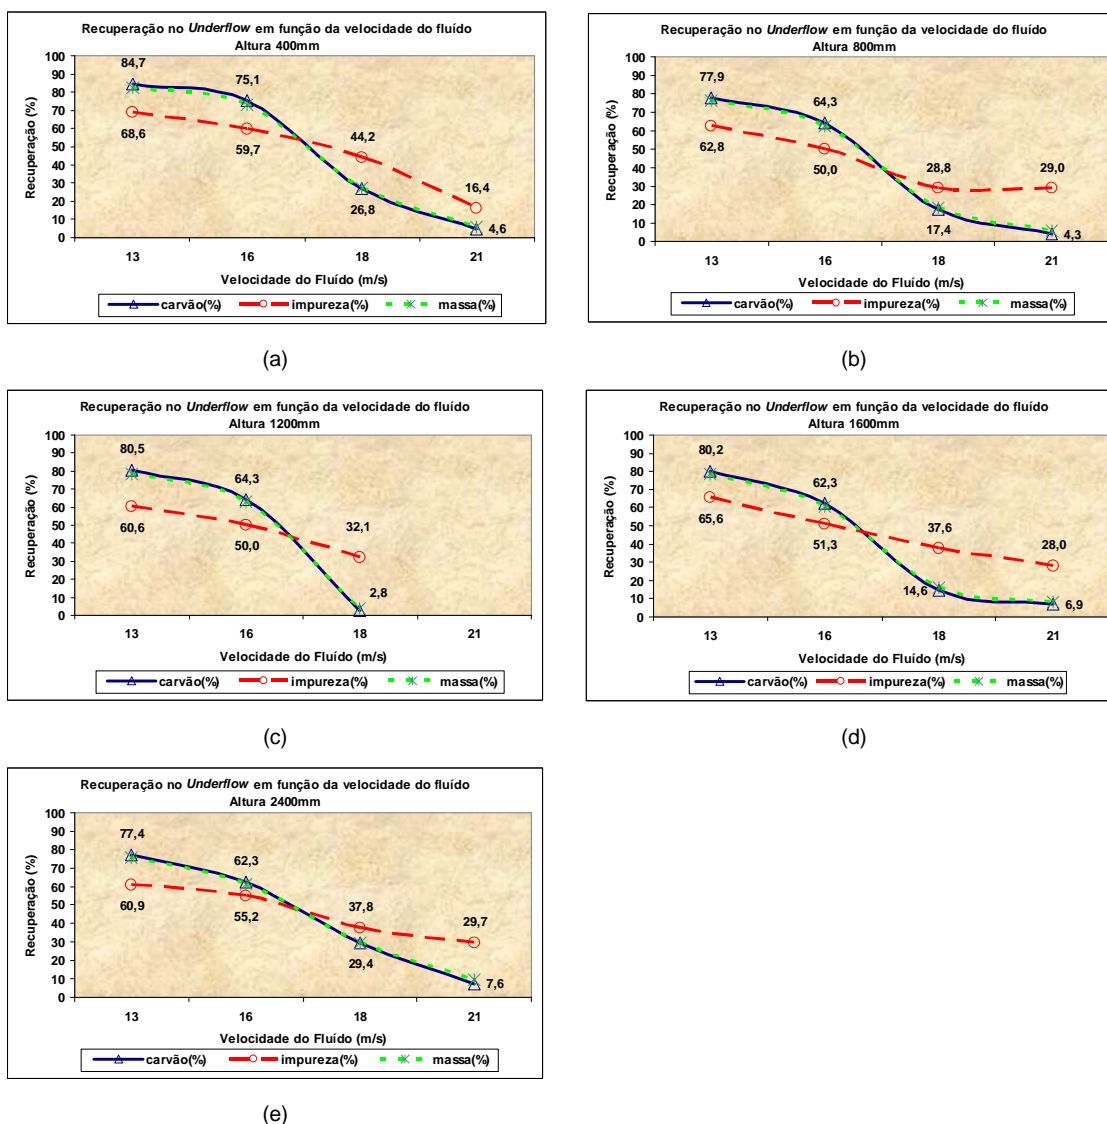 Recuperação no Underflow em função da velocidade do fluído
Altura 400mm
Recuperação (%)
100
90
80
70
60
50
40
30
20
10
0
84,7
75,1
68,6
59,7
44,2
26,8
16,4
4,6
13 16 18 21
Velocidade do Fluído (m/s)
carvão(%) impureza(%) massa(%)
(a)
Recuperação no Underflow em função da velocidade do fluído
Altura 800mm
Recuperação (%)
100
90
80
70
60
50
40
30
20
10
0
77,9
64,3
62,8
50,0
28,8
29,0
17,4
4,3
13 16 18 21
Velocidade do Fluído (m/s)
carvão(%) impureza(%) massa(%)
(b)
Recuperação no Underflow em função da velocidade do fluído
Altura 1200mm
Recuperação (%)
100
90
80
70
60
50
40
30
20
10
0
80,5
64,3
60,6
50,0
32,1
2,8
13 16 18 21
Velocidade do Fluído (m/s)
carvão(%) impureza(%) massa(%)
(c)
Recuperação no Underflow em função da velocidade do fluído
Altura 1600mm
Recuperação (%)
100
90
80
70
60
50
40
30
20
10
0
80,2
62,3
65,6
51,3
37,6
28,0
14,6
6,9
13 16 18 21
Velocidade do Fluído (m/s)
carvão(%) impureza(%) massa(%)
(d)
Recuperação no Underflow em função da velocidade do fluído
Altura 2400mm
Recuperação (%)
100
90
80
70
60
50
40
30
20
10
0
77,4
62,3
60,9
55,2
37,8
29,7
29,4
7,6
13 16 18 21
Velocidade do Fluído (m/s)
carvão(%) impureza(%) massa(%)
(e)